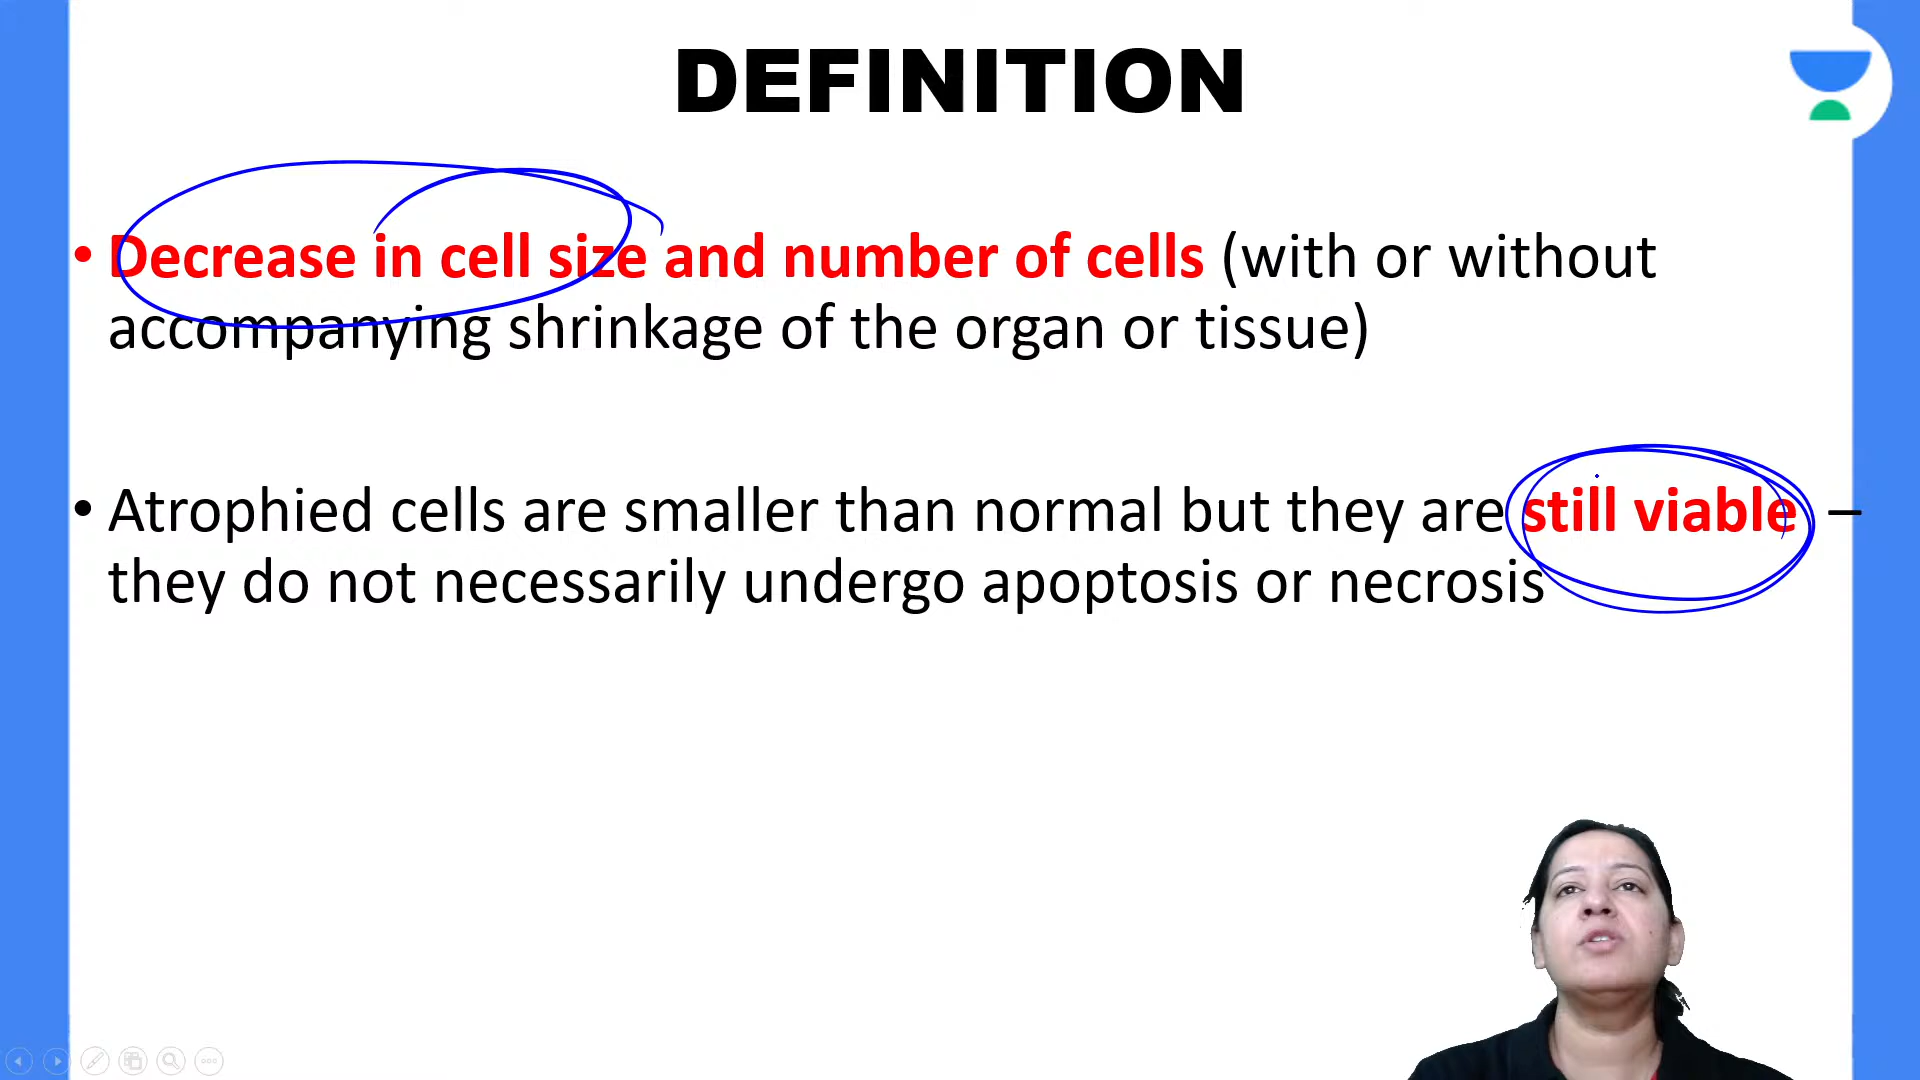 DEFINITION
• Decrease in cell size and number of cells (with or without
accompanying shrinkage of the organ or tissue)
• Atrophied cells are smaller than normal but they are still viable –
they do not necessarily undergo apoptosis or necrosis